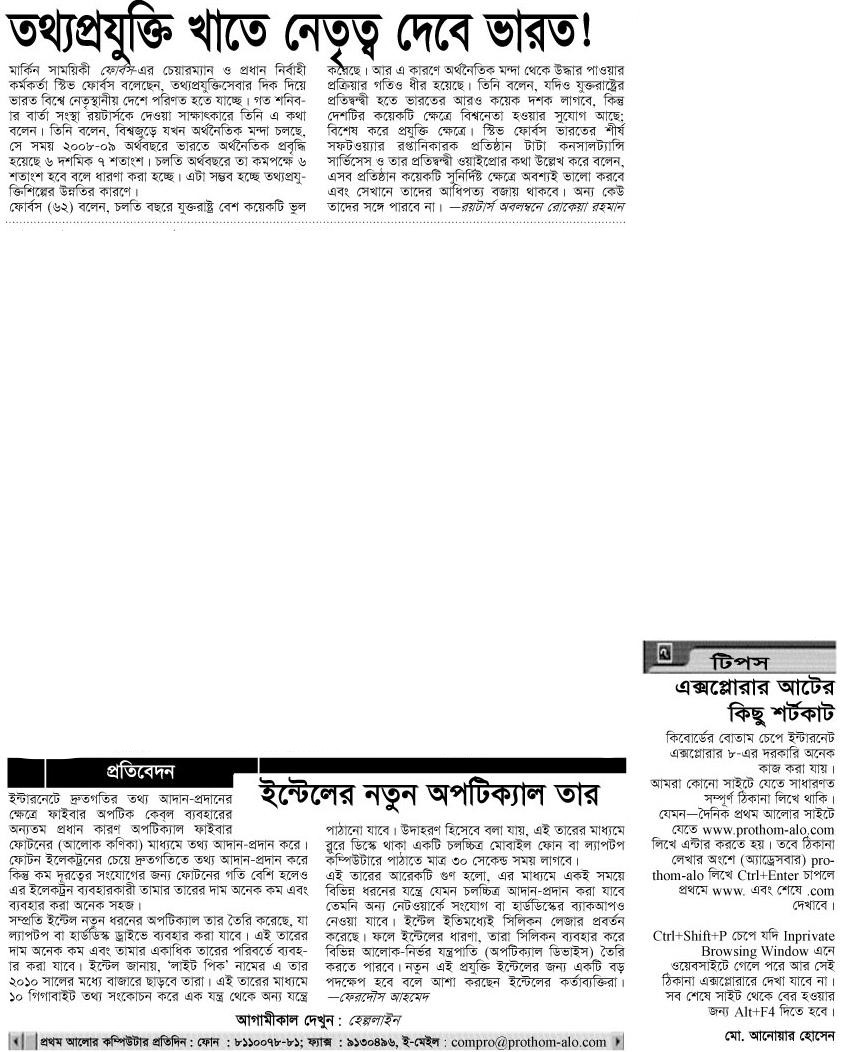 তথ্যপ্রযুক্তি খাতে নেতৃত্ব দেবে ভারত!
মার্কিন সাময়িকী ফোর্বস-এর চেয়ারম্যান ও প্রধান নির্বাহী
কর্মকর্তা স্টিভ ফোর্বস বলেছেন, তথ্যপ্রযুক্তিসেবার দিক দিয়ে
ভারত বিশ্বে নেতৃস্থানীয় দেশে পরিণত হতে যাচ্ছে। গত শনিব-
ার বার্তা সংস্থা রয়টার্সকে দেওয়া সাক্ষাৎকারে তিনি এ কথা
বলেন। তিনি বলেন, বিশ্বজুড়ে যখন অর্থনৈতিক মন্দা চলছে,
সে সময় ২০০৮-০৯ অর্থবছরে ভারতে অর্থনৈতিক প্রবৃদ্ধি
হয়েছে ৬ দশমিক ৭ শতাংশ। চলতি অর্থবছরে তা কমপক্ষে ৬
শতাংশ হবে বলে ধারণা করা হচ্ছে। এটা সম্ভব হচ্ছে তথ্যপ্রযু-
ক্তিশিল্পের উন্নতির কারণে।
ফোর্বস (৬২) বলেন, চলতি বছরে যুক্তরাষ্ট্র বেশ কয়েকটি ভুল
করেছে। আর এ কারণে অর্থনৈতিক মন্দা থেকে উদ্ধার পাওয়ার
প্রক্রিয়ার গতিও ধীর হয়েছে। তিনি বলেন, যদিও যুক্তরাষ্ট্রের
প্রতিদ্বন্দ্বী হতে ভারতের আরও কয়েক দশক লাগবে, কিন্তু
দেশটির কয়েকটি ক্ষেত্রে বিশ্বনেতা হওয়ার সুযোগ আছে;
বিশেষ করে প্রযুক্তি ক্ষেত্রে। স্টিভ ফোর্বস ভারতের শীর্ষ
সফটওয়্যার রপ্তানিকারক প্রতিষ্ঠান টাটা কনসালট্যান্সি
সার্ভিসেস ও তার প্রতিদ্বন্দ্বী ওয়াইপ্রোর কথা উল্লেখ করে বলেন,
এসব প্রতিষ্ঠান কয়েকটি সুনির্দিষ্ট ক্ষেত্রে অবশ্যই ভালো করবে
এবং সেখানে তাদের আধিপত্য বজায় থাকবে। অন্য কেউ
তাদের সঙ্গে পারবে না। —রয়টার্স অবলম্বনে রোকেয়া রহমান
টিপস
এক্সপ্লোরার আটের
কিছু শর্টকাট
কিবোর্ডের বোতাম চেপে ইন্টারনেট
এক্সপ্লোরার ৮-এর দরকারি অনেক
কাজ করা যায়।
আমরা কোনো সাইটে যেতে সাধারণত
সম্পূর্ণ ঠিকানা লিখে থাকি।
যেমন—দৈনিক প্রথম আলোর সাইটে
যেতে www.prothom-alo.com
লিখে এন্টার করতে হয়। তবে ঠিকানা
লেখার অংশে (অ্যাড্রেসবার) pro-
thom-alo লিখে Ctrl+Enter চাপলে
প্রথমে www. এবং শেষে .com
দেখাবে।
Ctrl+Shift+P চেপে যদি Inprivate
Browsing Window এনে
ওয়েবসাইটে গেলে পরে আর সেই
ঠিকানা এক্সপ্লোরারে দেখা যাবে না।
সব শেষে সাইট থেকে বের হওয়ার
জন্য Alt+F4 দিতে হবে।
মো. আনোয়ার হোসেন
প্রতিবেদন
ইন্টেলের নতুন অপটিক্যাল তার
ইন্টারনেটে দ্রুতগতির তথ্য আদান-প্রদানের
ক্ষেত্রে ফাইবার অপটিক কেব্‌ল ব্যবহারের
অন্যতম প্রধান কারণ অপটিক্যাল ফাইবার
ফোটনের (আলোক কণিকা) মাধ্যমে তথ্য আদান-প্রদান করে।
ফোটন ইলেকট্রনের চেয়ে দ্রুতগতিতে তথ্য আদান-প্রদান করে
কিন্তু কম দূরত্বের সংযোগের জন্য ফোটনের গতি বেশি হলেও
এর ইলেকট্রন ব্যবহারকারী তামার তারের দাম অনেক কম এবং
ব্যবহার করা অনেক সহজ।
সম্প্রতি ইন্টেল নতুন ধরনের অপটিক্যাল তার তৈরি করেছে, যা
ল্যাপটপ বা হার্ডডিস্ক ড্রাইভে ব্যবহার করা যাবে। এই তারের
দাম অনেক কম এবং তামার একাধিক তারের পরিবর্তে ব্যবহ-
ার করা যাবে। ইন্টেল জানায়, 'লাইট পিক' নামের এ তার
২০১০ সালের মধ্যে বাজারে ছাড়বে তারা। এই তারের মাধ্যমে
১০ গিগাবাইট তথ্য সংকোচন করে এক যন্ত্র থেকে অন্য যন্ত্রে
পাঠানো যাবে। উদাহরণ হিসেবে বলা যায়, এই তারের মাধ্যমে
ব্লুরে ডিস্কে থাকা একটি চলচ্চিত্র মোবাইল ফোন বা ল্যাপটপ
কম্পিউটারে পাঠাতে মাত্র ৩০ সেকেন্ড সময় লাগবে।
এই তারের আরেকটি গুণ হলো, এর মাধ্যমে একই সময়ে
বিভিন্ন ধরনের যন্ত্রে যেমন চলচ্চিত্র আদান-প্রদান করা যাবে
তেমনি অন্য নেটওয়ার্কে সংযোগ বা হার্ডডিস্কের ব্যাকআপও
নেওয়া যাবে। ইন্টেল ইতিমধ্যেই সিলিকন লেজার প্রবর্তন
করেছে। ফলে ইন্টেলের ধারণা, তারা সিলিকন ব্যবহার করে
বিভিন্ন আলোক-নির্ভর যন্ত্রপাতি (অপটিক্যাল ডিভাইস) তৈরি
করতে পারবে। নতুন এই প্রযুক্তি ইন্টেলের জন্য একটি বড়
পদক্ষেপ হবে বলে আশা করছেন ইন্টেলের কর্তাব্যক্তিরা।
—ফেরদৌস আহমেদ
আগামীকাল দেখুন : হেল্পলাইন
প্রথম আলোর কম্পিউটার প্রতিদিন : ফোন : ৮১১০০৭৮-৮১; ফ্যাক্স : ৯১৩০৪৯৬, ই-মেইল : compro@prothom-alo.com